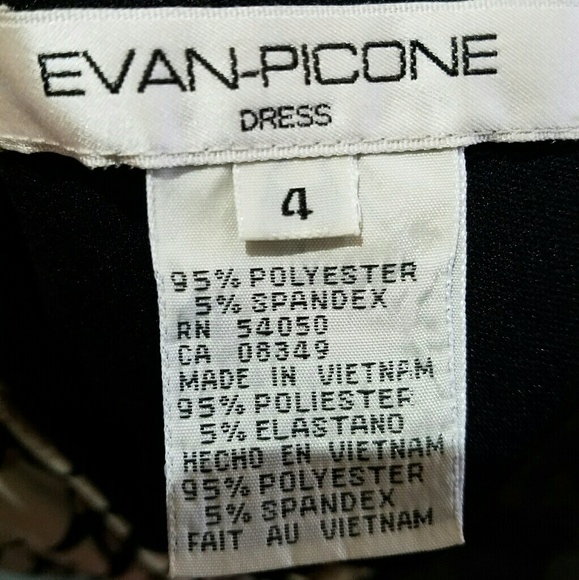 EVAN-PICONE
DRESS
4
95% POLYESTER
5% SPANDEX
RN 54050
CA 08349
MADE IN VIETNAM
95% POLIESTER
5% ELASTANO
HECHO EN VIETNAM
95% POLYESTER
5% SPANDEX
FAIT AU VIETNAM